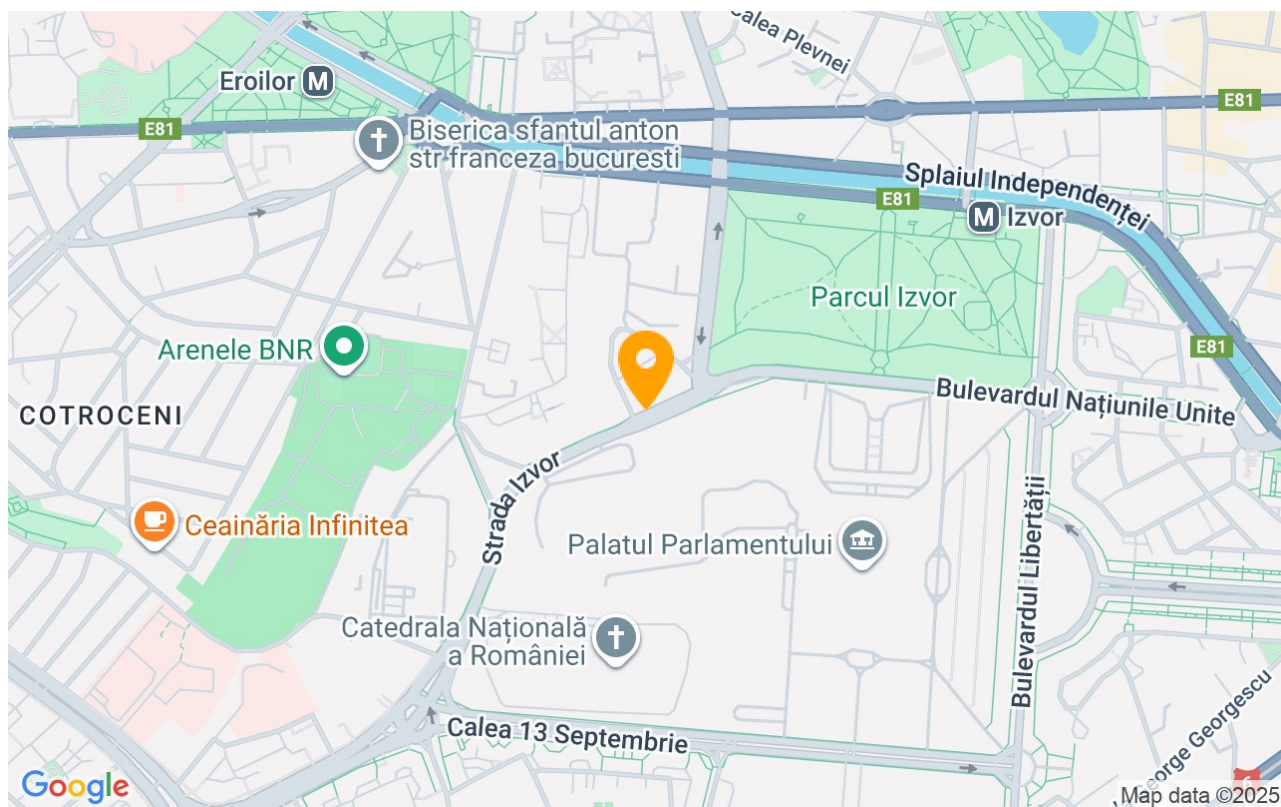 Calea Plevnei
Eroilor M
E81
E81
Biserica sfantul anton
str franceza bucuresti
Splaiul Independenței
E81
M Izvor
Parcul Izvor
Arenele BNR
E81
COTROCENI
Bulevardul Națiunile Unite
Strada Izvor
Ceainăria Infinitea
Palatul Parlamentului
Bulevardul Libertății
Catedrala Națională
a României
Calea 13 Septembrie
George Georgescu
Google
Map data ©2025